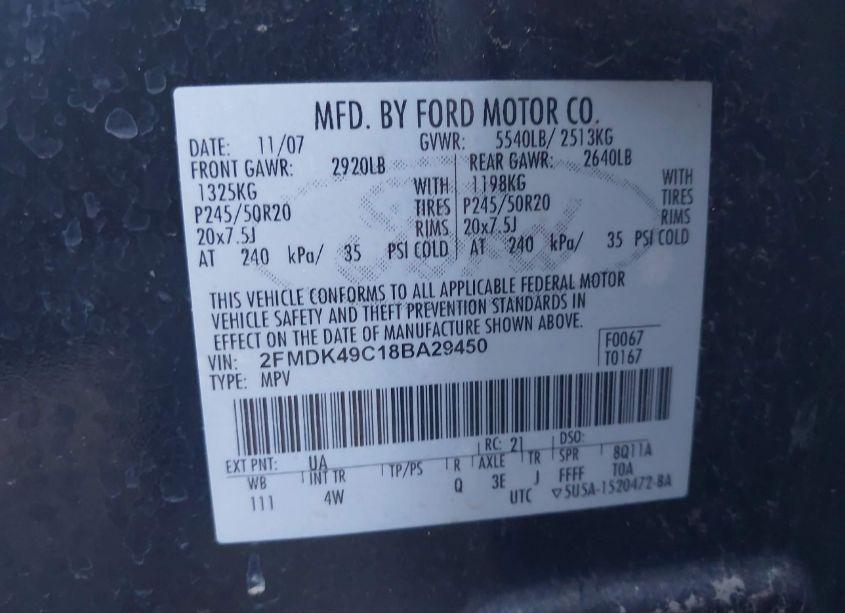 MFD. BY FORD MOTOR CO.
DATE: 11/07 GVWR: 5540LB/ 2513KG
FRONT GAWR: 2920LB REAR GAWR: 2640LB
1325KG WITH 1198KG WITH
P245/50R20 TIRES P245/50R20 TIRES
20x7.5J RIMS 20x7.5J RIMS
AT 240 kPa/ 35 PSI COLD AT 240 kPa/ 35 PSI COLD
THIS VEHICLE CONFORMS TO ALL APPLICABLE FEDERAL MOTOR
VEHICLE SAFETY AND THEFT PREVENTION STANDARDS IN
EFFECT ON THE DATE OF MANUFACTURE SHOWN ABOVE.
VIN: 2FMDK49C18BA29450 F0067
TYPE: MPV T0167
EXT PNT: UA RC: 21 DSO:
WB INT TR TP/PS R AXLE TR SPR 8Q11A
111 4W Q 3E J FFFF T0A
UTC ▽5U5A-1520472-BA